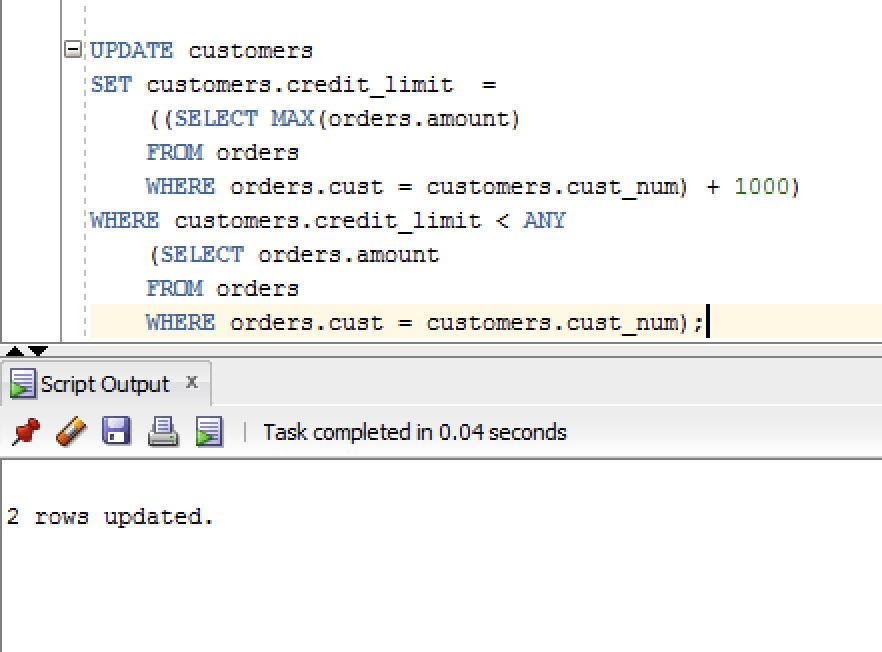 UPDATE customers
SET customers.credit_limit  =
    ((SELECT MAX(orders.amount)
    FROM orders
    WHERE orders.cust = customers.cust_num) + 1000)
WHERE customers.credit_limit < ANY
    (SELECT orders.amount
    FROM orders
    WHERE orders.cust = customers.cust_num);
Script Output x
Task completed in 0.04 seconds
2 rows updated.